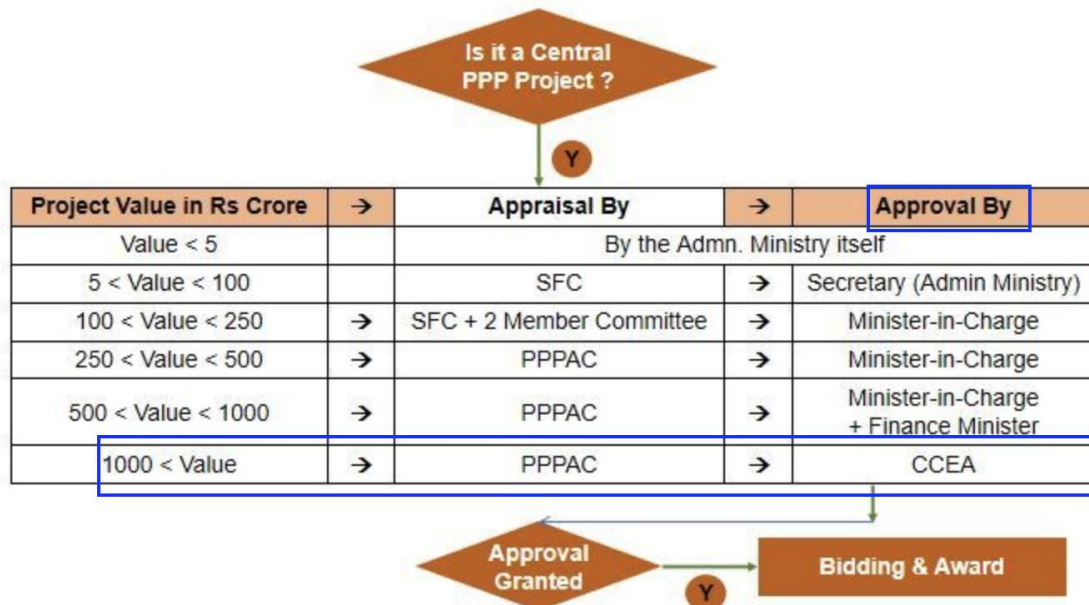 Is it a Central
PPP Project ?
Y
Project Value in Rs Crore → Appraisal By → Approval By
Value < 5 By the Admn. Ministry itself
5 < Value < 100 SFC → Secretary (Admin Ministry)
100 < Value < 250 → SFC + 2 Member Committee → Minister-in-Charge
250 < Value < 500 → PPPAC → Minister-in-Charge
500 < Value < 1000 → PPPAC → Minister-in-Charge
+ Finance Minister
1000 < Value → PPPAC → CCEA
Approval
Granted
Y
Bidding & Award